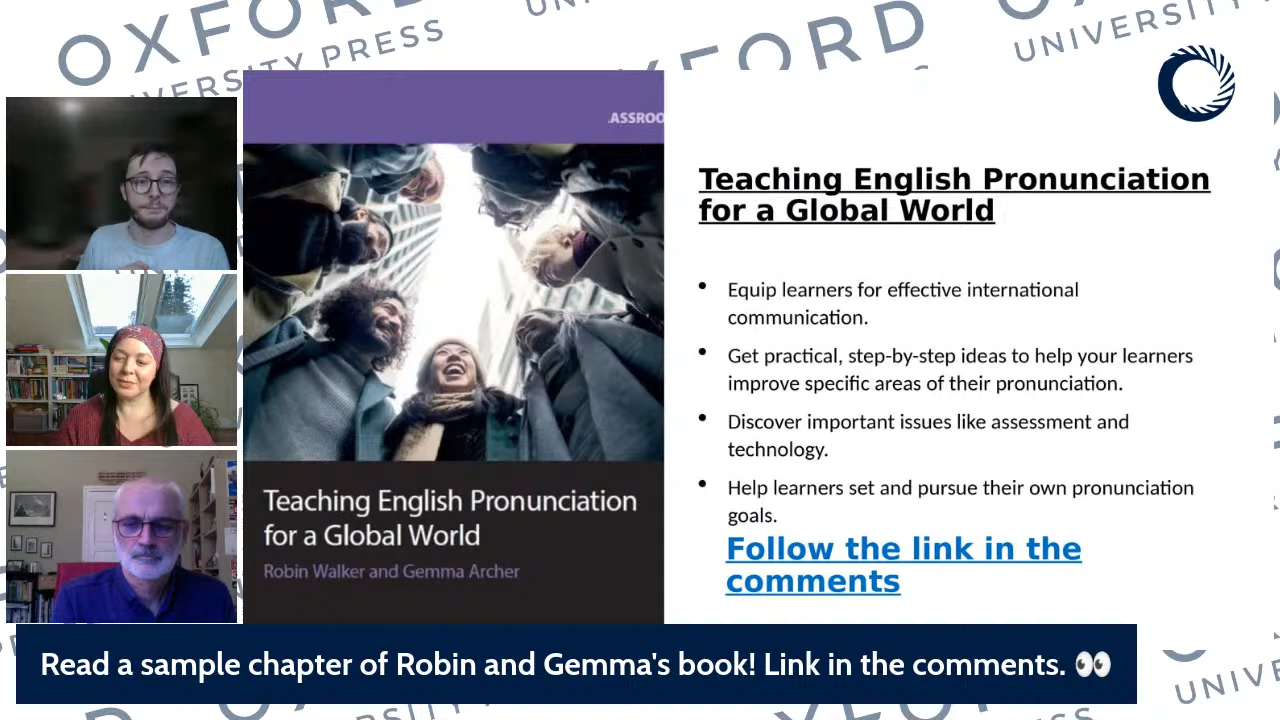 OXFORD
UNIVERSITY PRESS
UNIVERSITY
ASSROO
Teaching English Pronunciation
for a Global World
Robin Walker and Gemma Archer
Teaching English Pronunciation
for a Global World
• Equip learners for effective international
communication.
• Get practical, step-by-step ideas to help your learners
improve specific areas of their pronunciation.
• Discover important issues like assessment and
technology.
• Help learners set and pursue their own pronunciation
goals.
Follow the link in the
comments
Read a sample chapter of Robin and Gemma's book! Link in the comments. 👀